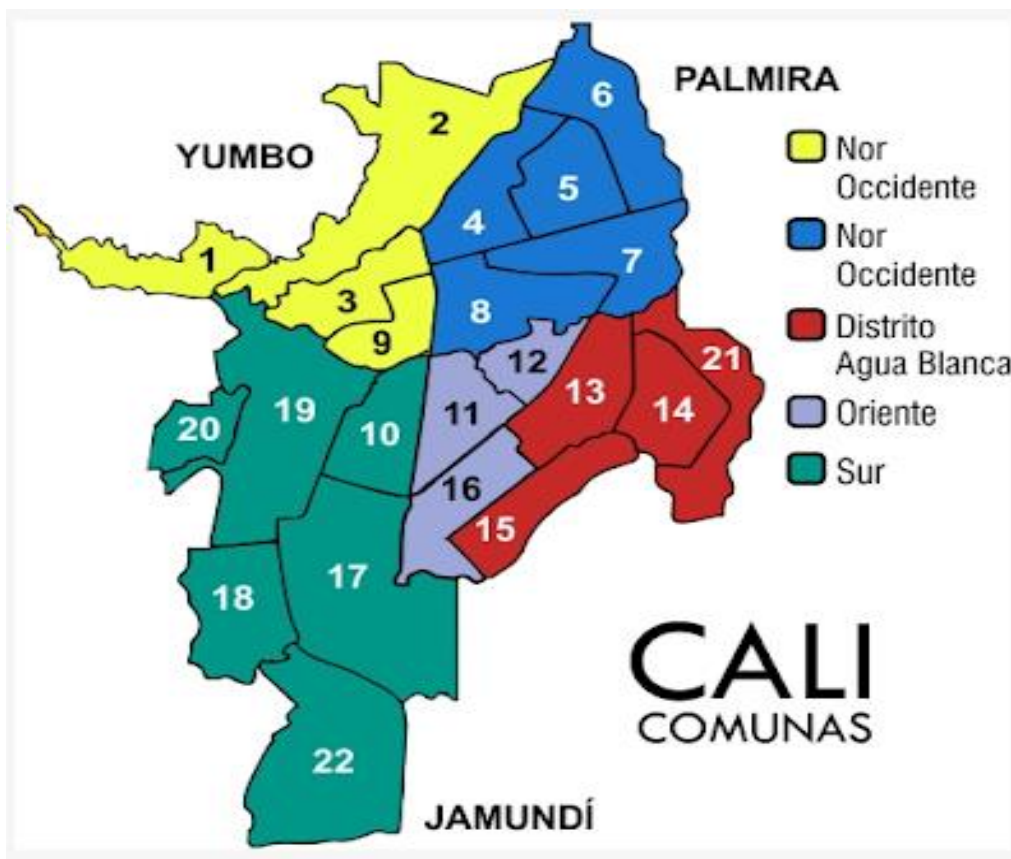 PALMIRA
YUMBO
6
2
5
4
1
7
3
8
9
12
21
13
14
19
20
10
11
16
15
17
18
22
Nor
Occidente
Nor
Occidente
Distrito
Agua Blanca
Oriente
Sur
CALI
COMUNAS
JAMUNDÍ